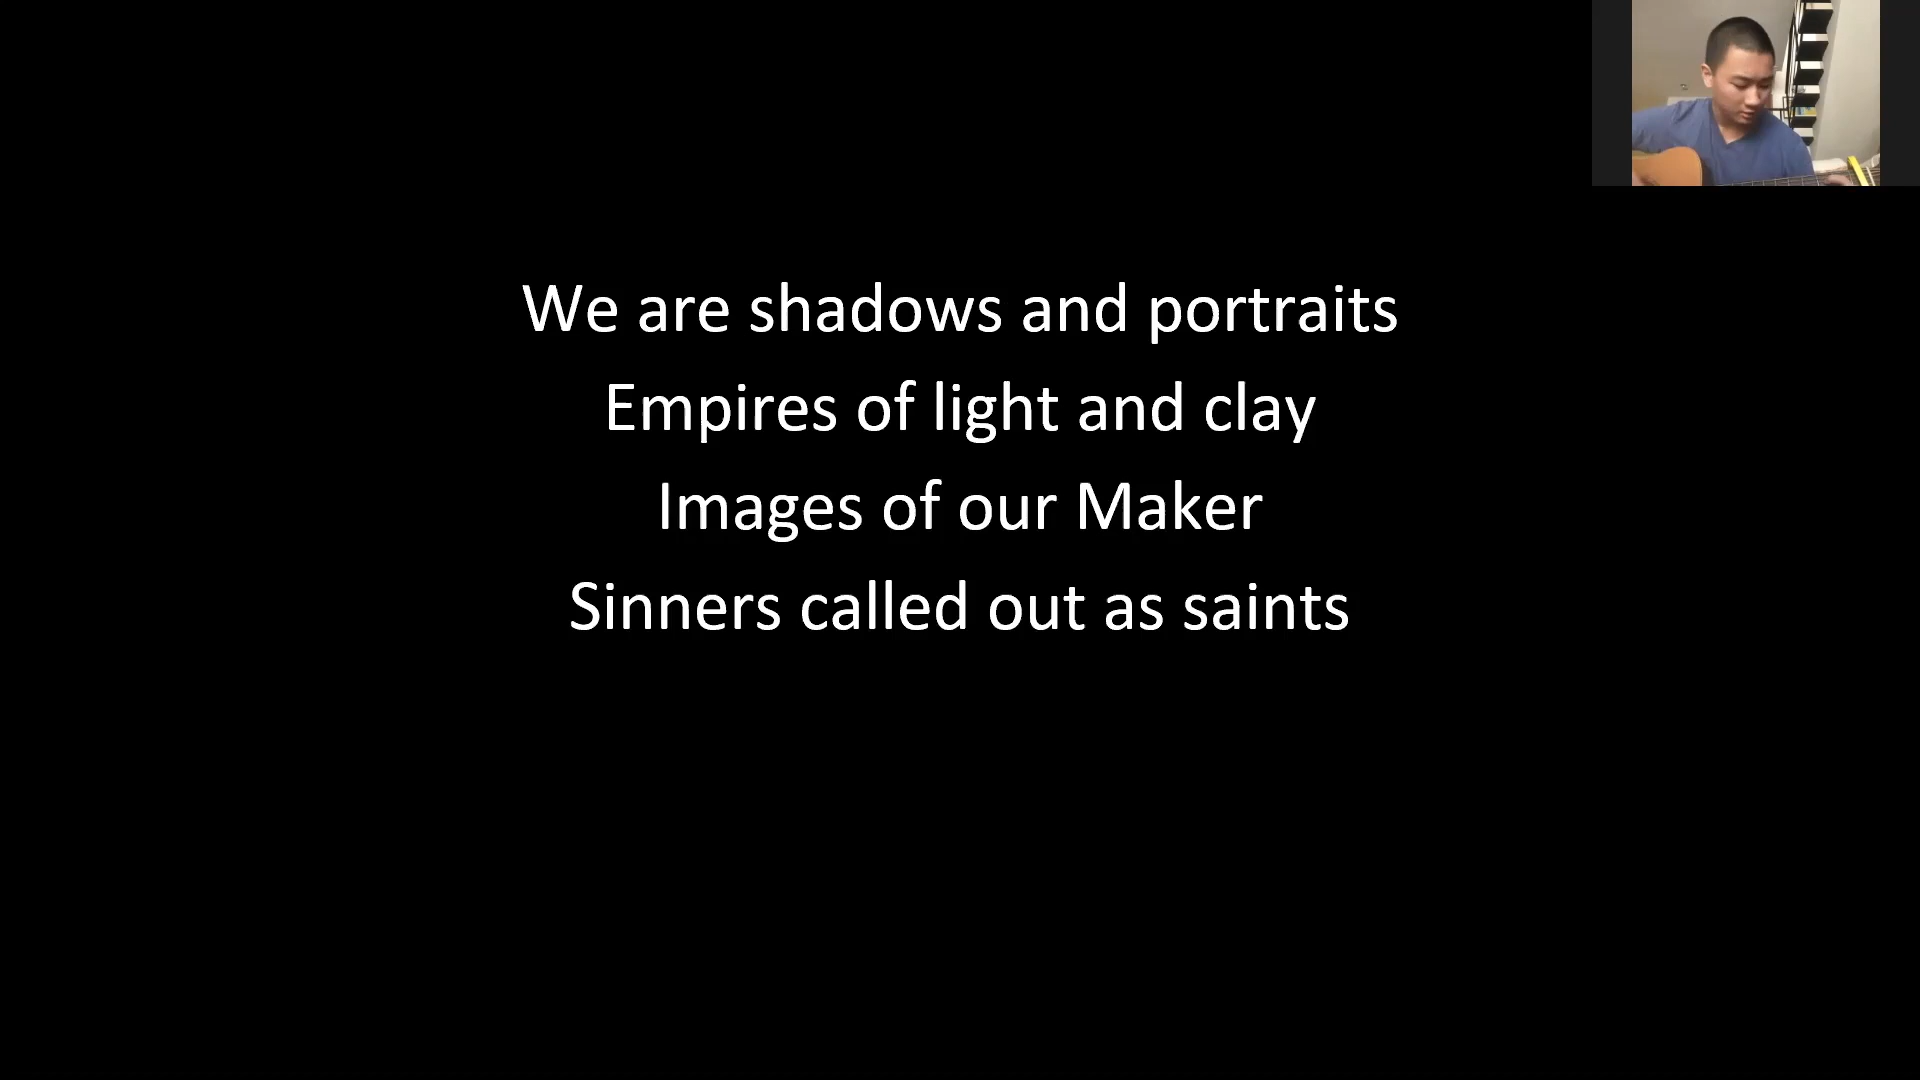 We are shadows and portraits
Empires of light and clay
Images of our Maker
Sinners called out as saints